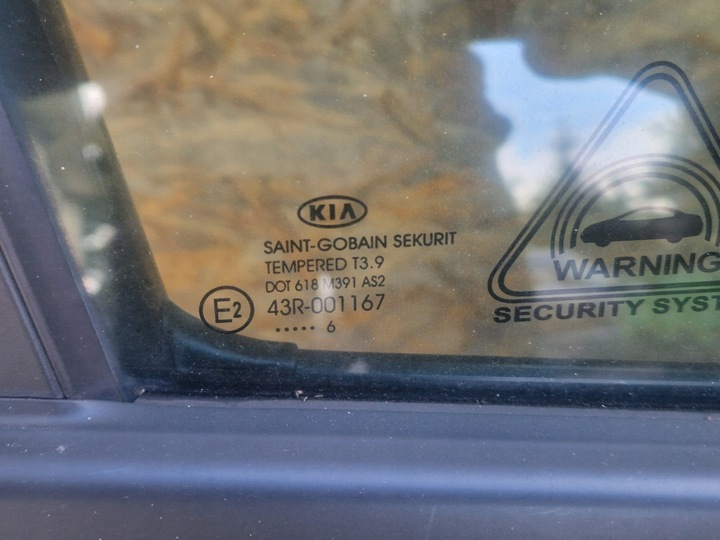 KIA
SAINT-GOBAIN SEKURIT
TEMPERED T3.9
DOT 618 M391 AS2
E2 43R-001167
..... 6
WARNING
SECURITY SYST